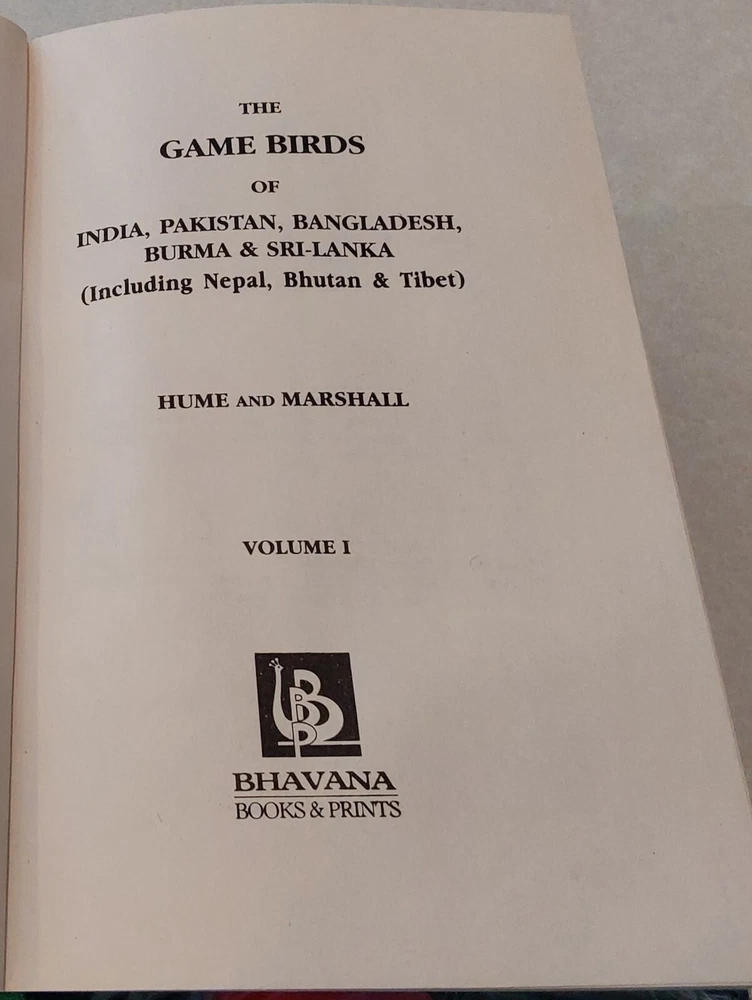 THE
GAME BIRDS
OF
INDIA, PAKISTAN, BANGLADESH,
BURMA & SRI-LANKA
(Including Nepal, Bhutan & Tibet)
HUME AND MARSHALL
VOLUME I
BBP
BHAVANA
BOOKS & PRINTS